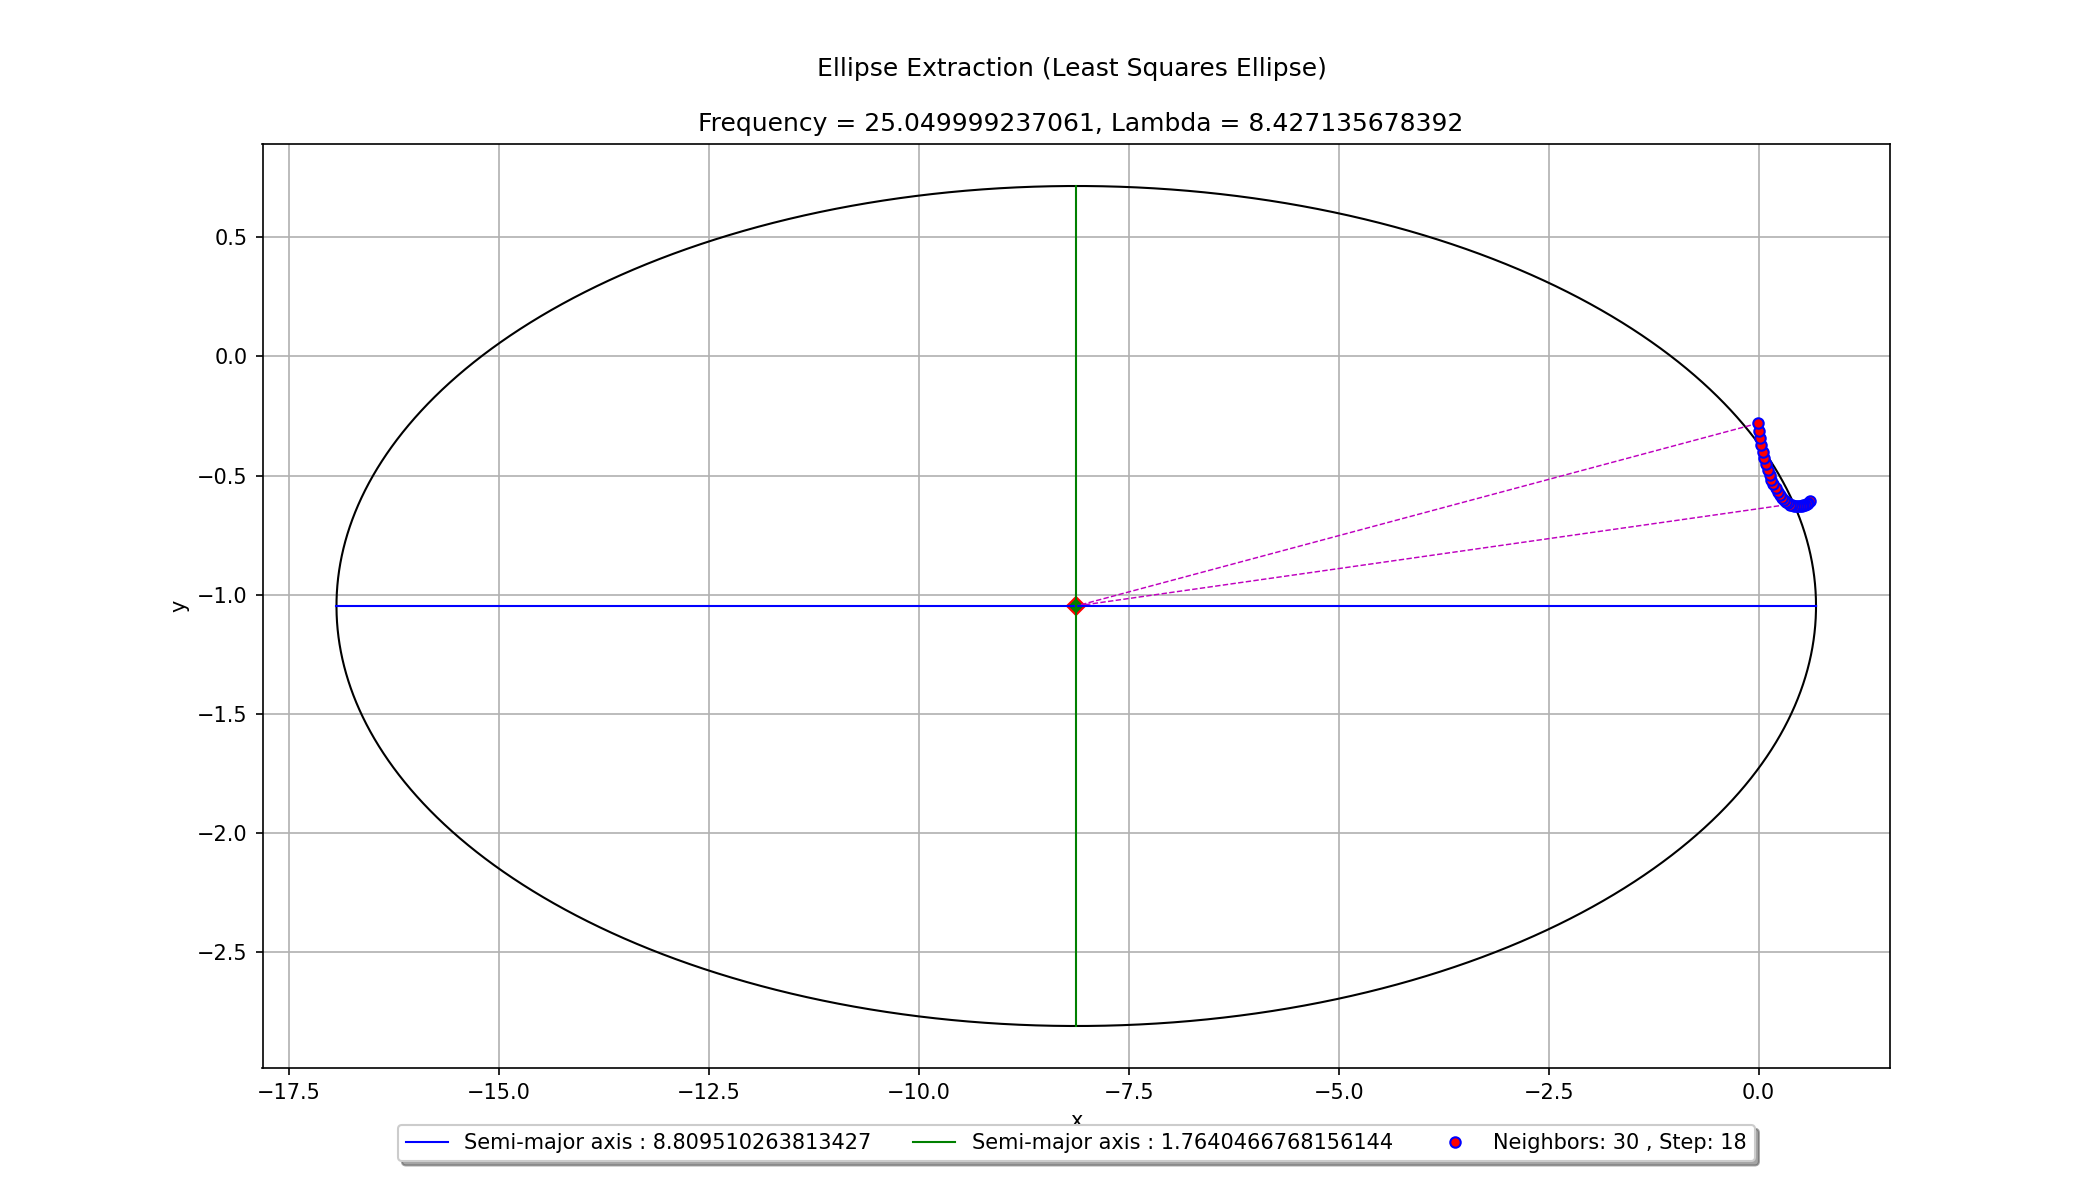 Ellipse Extraction (Least Squares Ellipse)
Frequency = 25.049999237061, Lambda = 8.427135678392
0.5
0.0
−0.5
−1.0
−1.5
−2.0
−2.5
y
−17.5 −15.0 −12.5 −10.0 −7.5 −5.0 −2.5 0.0
x
Semi-major axis : 8.809510263813427 Semi-major axis : 1.7640466768156144 Neighbors: 30 , Step: 18